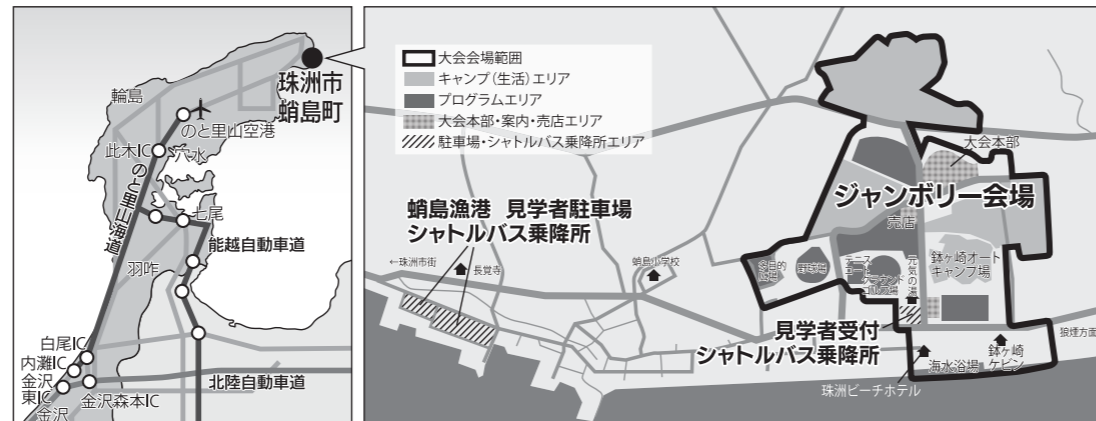 珠洲市
蛸島町
輪島
のと里山空港
此木IC
穴水
のと里山海道
七尾
能越自動車道
羽咋
白尾IC
内灘IC
金沢
東IC
金沢
金沢森本IC
北陸自動車道
大会会場範囲
キャンプ(生活)エリア
プログラムエリア
大会本部・案内・売店エリア
駐車場・シャトルバス乗降所エリア
大会本部
ジャンボリー会場
売店
蛸島漁港 見学者駐車場
シャトルバス乗降所
←珠洲市街
長覚寺
蛸島小学校
多目的
広場
野球場
テニス
コート
グラウンド
ゴルフ場
元気の湯
鉢ヶ崎オート
キャンプ場
見学者受付
シャトルバス乗降所
狼煙方面
海水浴場
鉢ヶ崎
ケビン
珠洲ビーチホテル